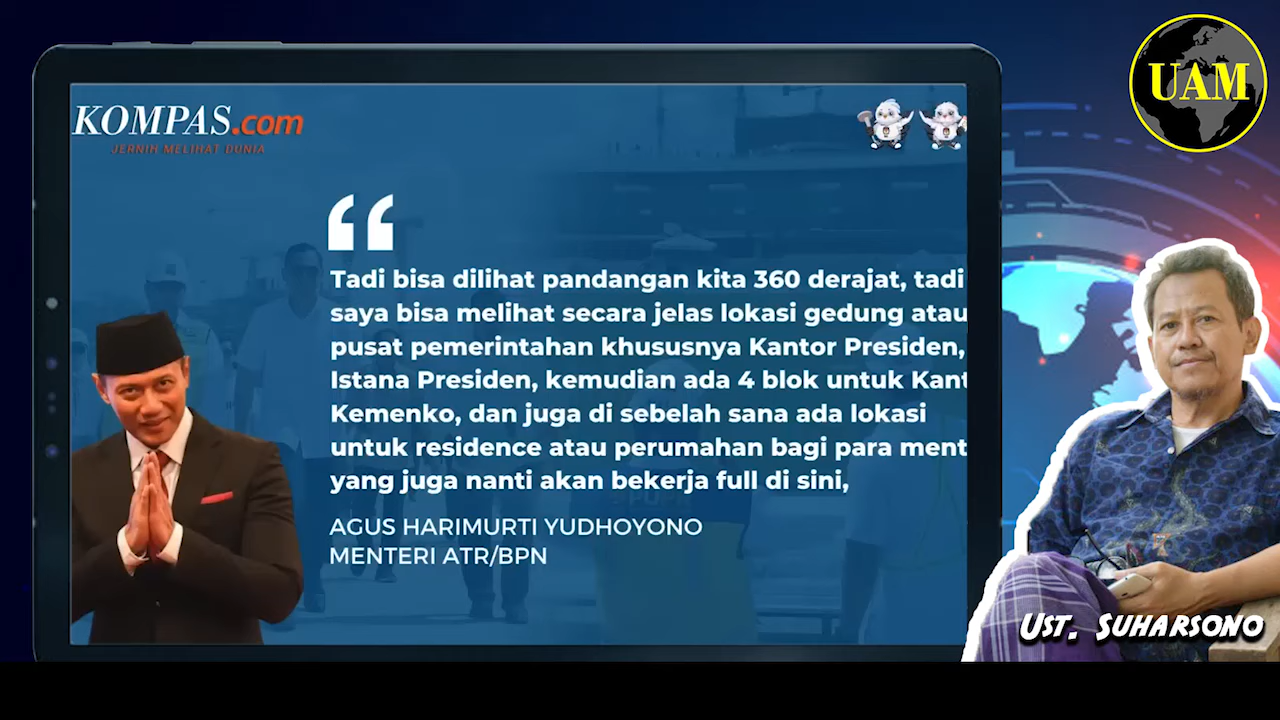 KOMPAS.com
JERNIH MELIHAT DUNIA
UAM
Tadi bisa dilihat pandangan kita 360 derajat, tadi
saya bisa melihat secara jelas lokasi gedung atau
pusat pemerintahan khususnya Kantor Presiden,
Istana Presiden, kemudian ada 4 blok untuk Kant
Kemenko, dan juga di sebelah sana ada lokasi
untuk residence atau perumahan bagi para ment
yang juga nanti akan bekerja full di sini,
AGUS HARIMURTI YUDHOYONO
MENTERI ATR/BPN
UST. SUHARSONO